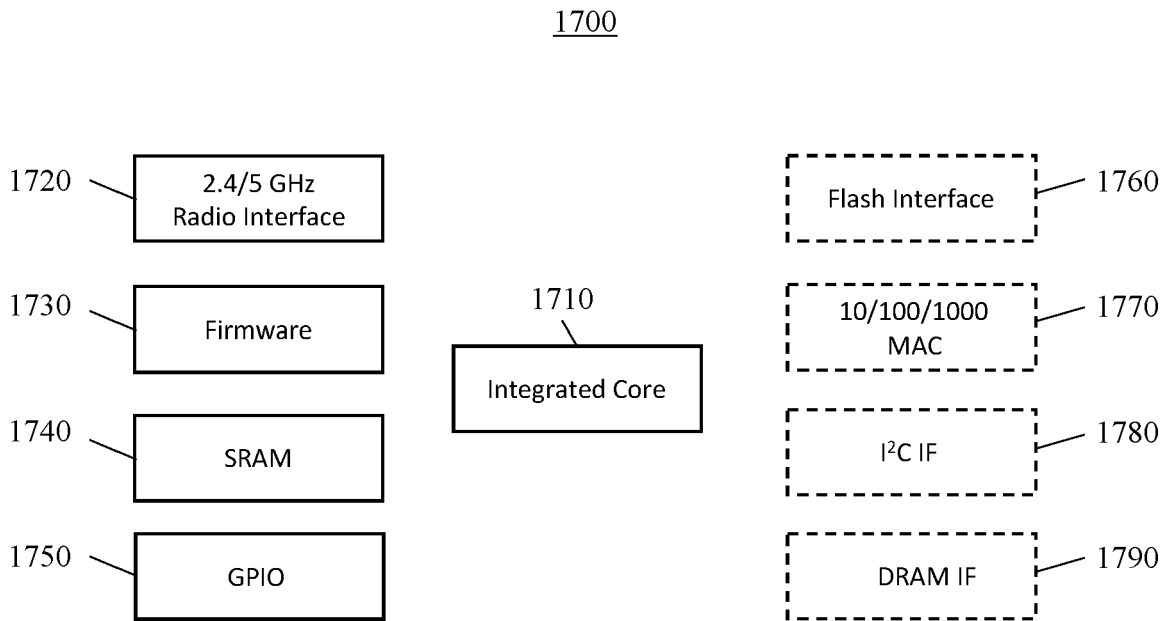 1700
1720
2.4/5 GHz
Radio Interface
1730
Firmware
1740
SRAM
1750
GPIO
1710
Integrated Core
Flash Interface
1760
10/100/1000
MAC
1770
I²C IF
1780
DRAM IF
1790